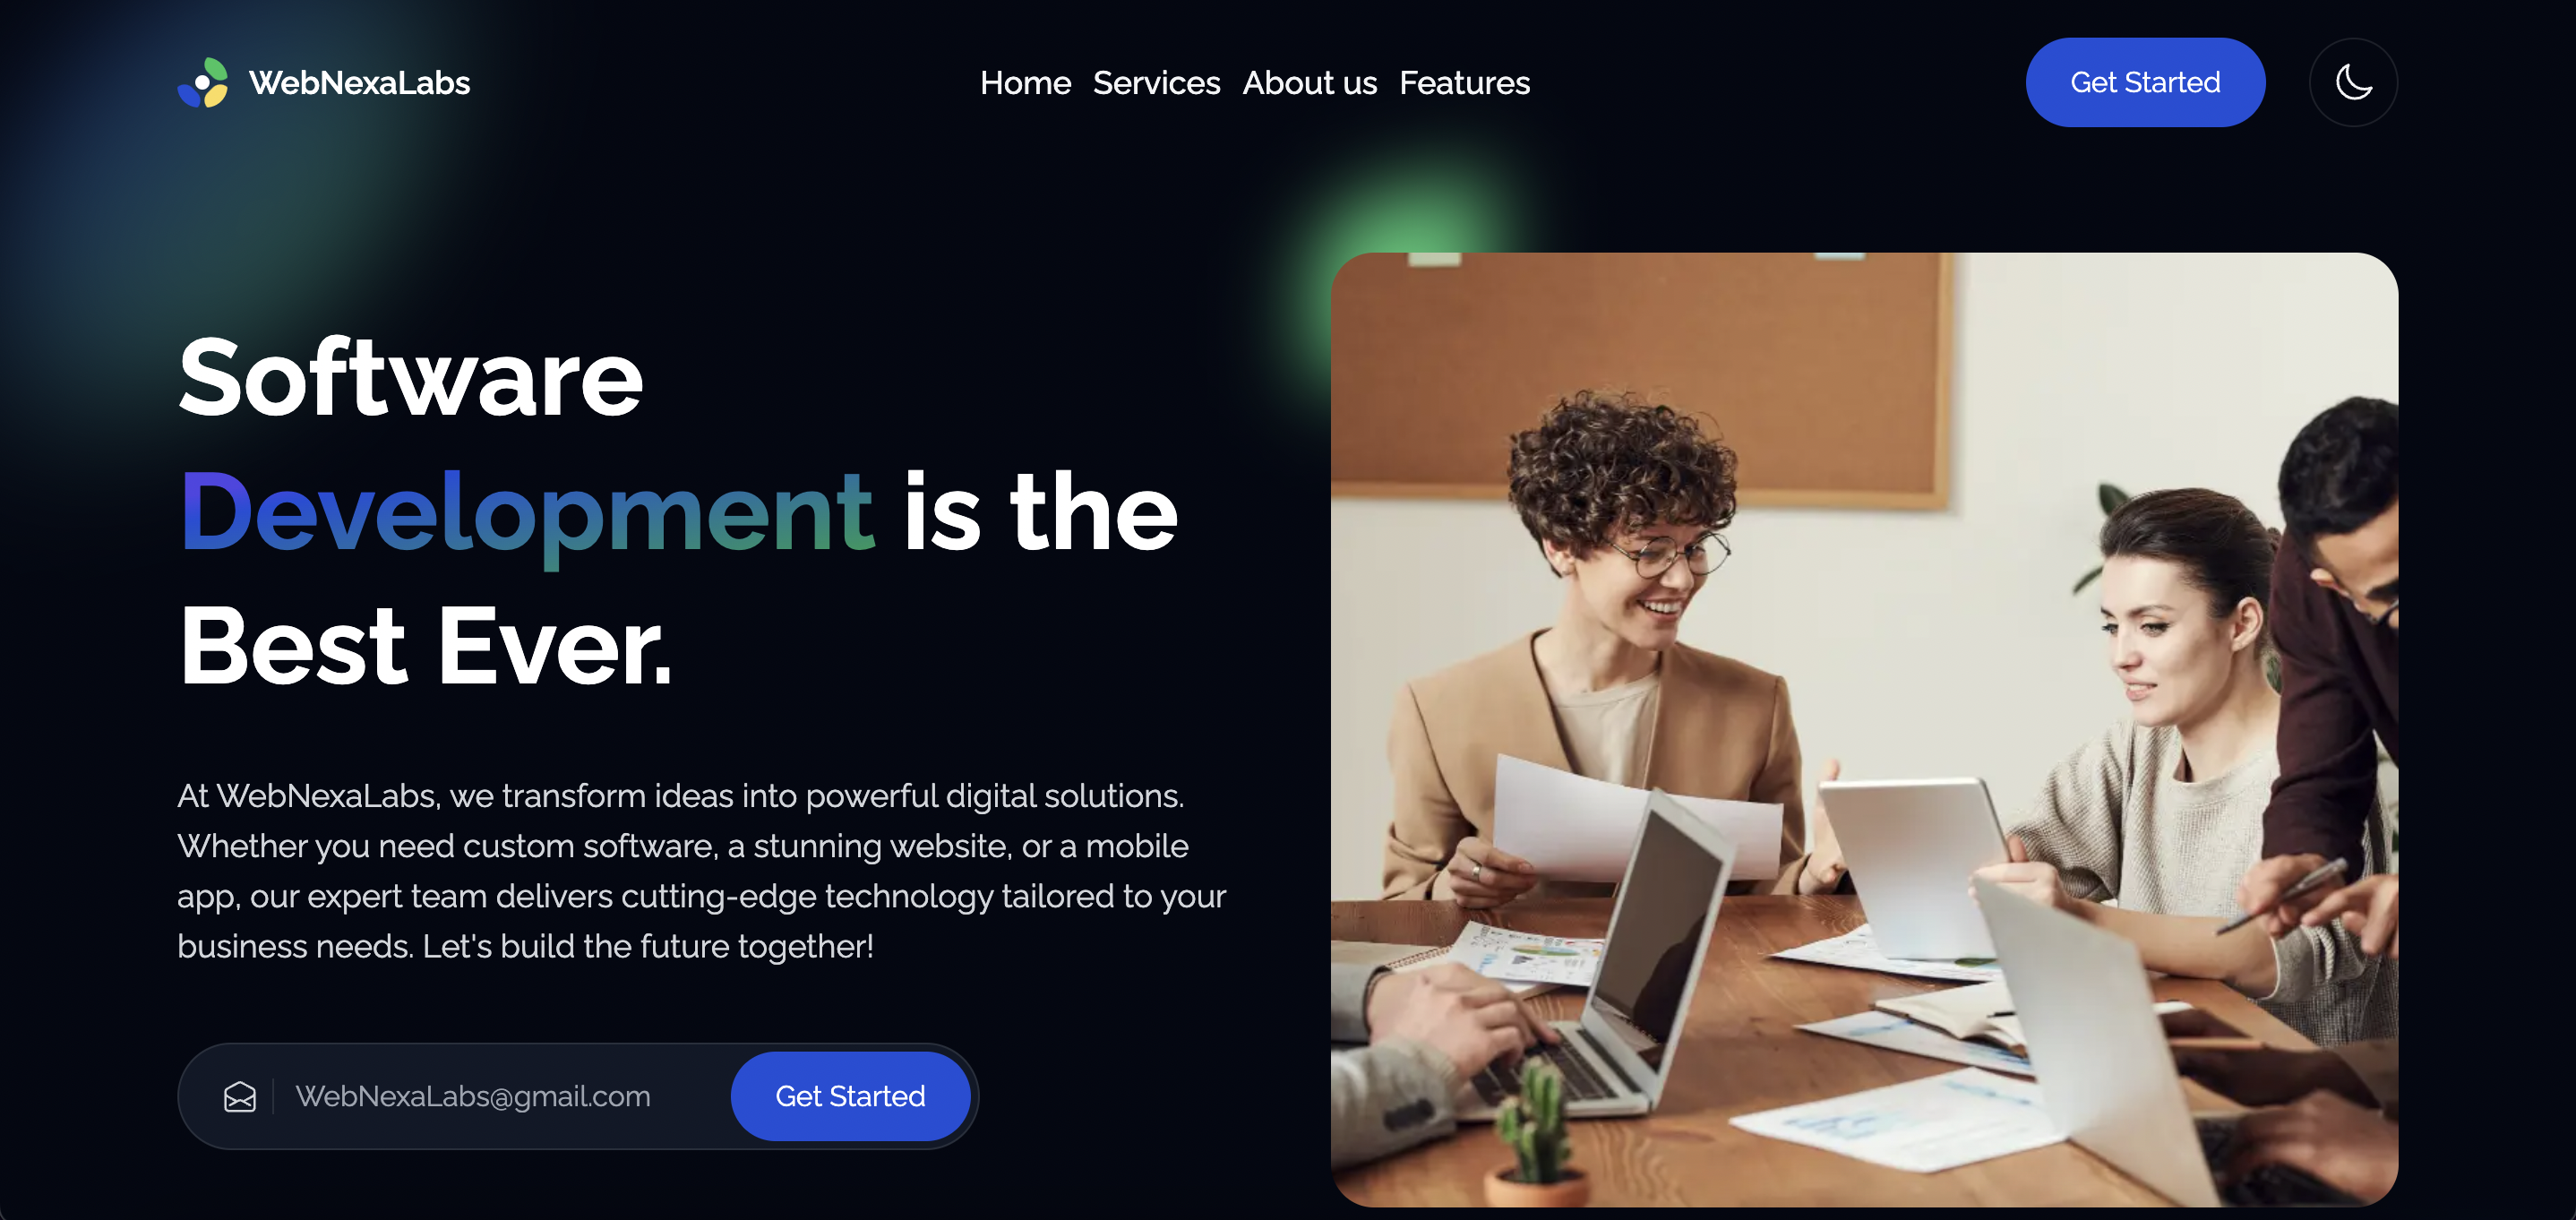 WebNexaLabs
Home Services About us Features
Get Started
Software
Development is the
Best Ever.
At WebNexaLabs, we transform ideas into powerful digital solutions.
Whether you need custom software, a stunning website, or a mobile
app, our expert team delivers cutting-edge technology tailored to your
business needs. Let's build the future together!
WebNexaLabs@gmail.com
Get Started